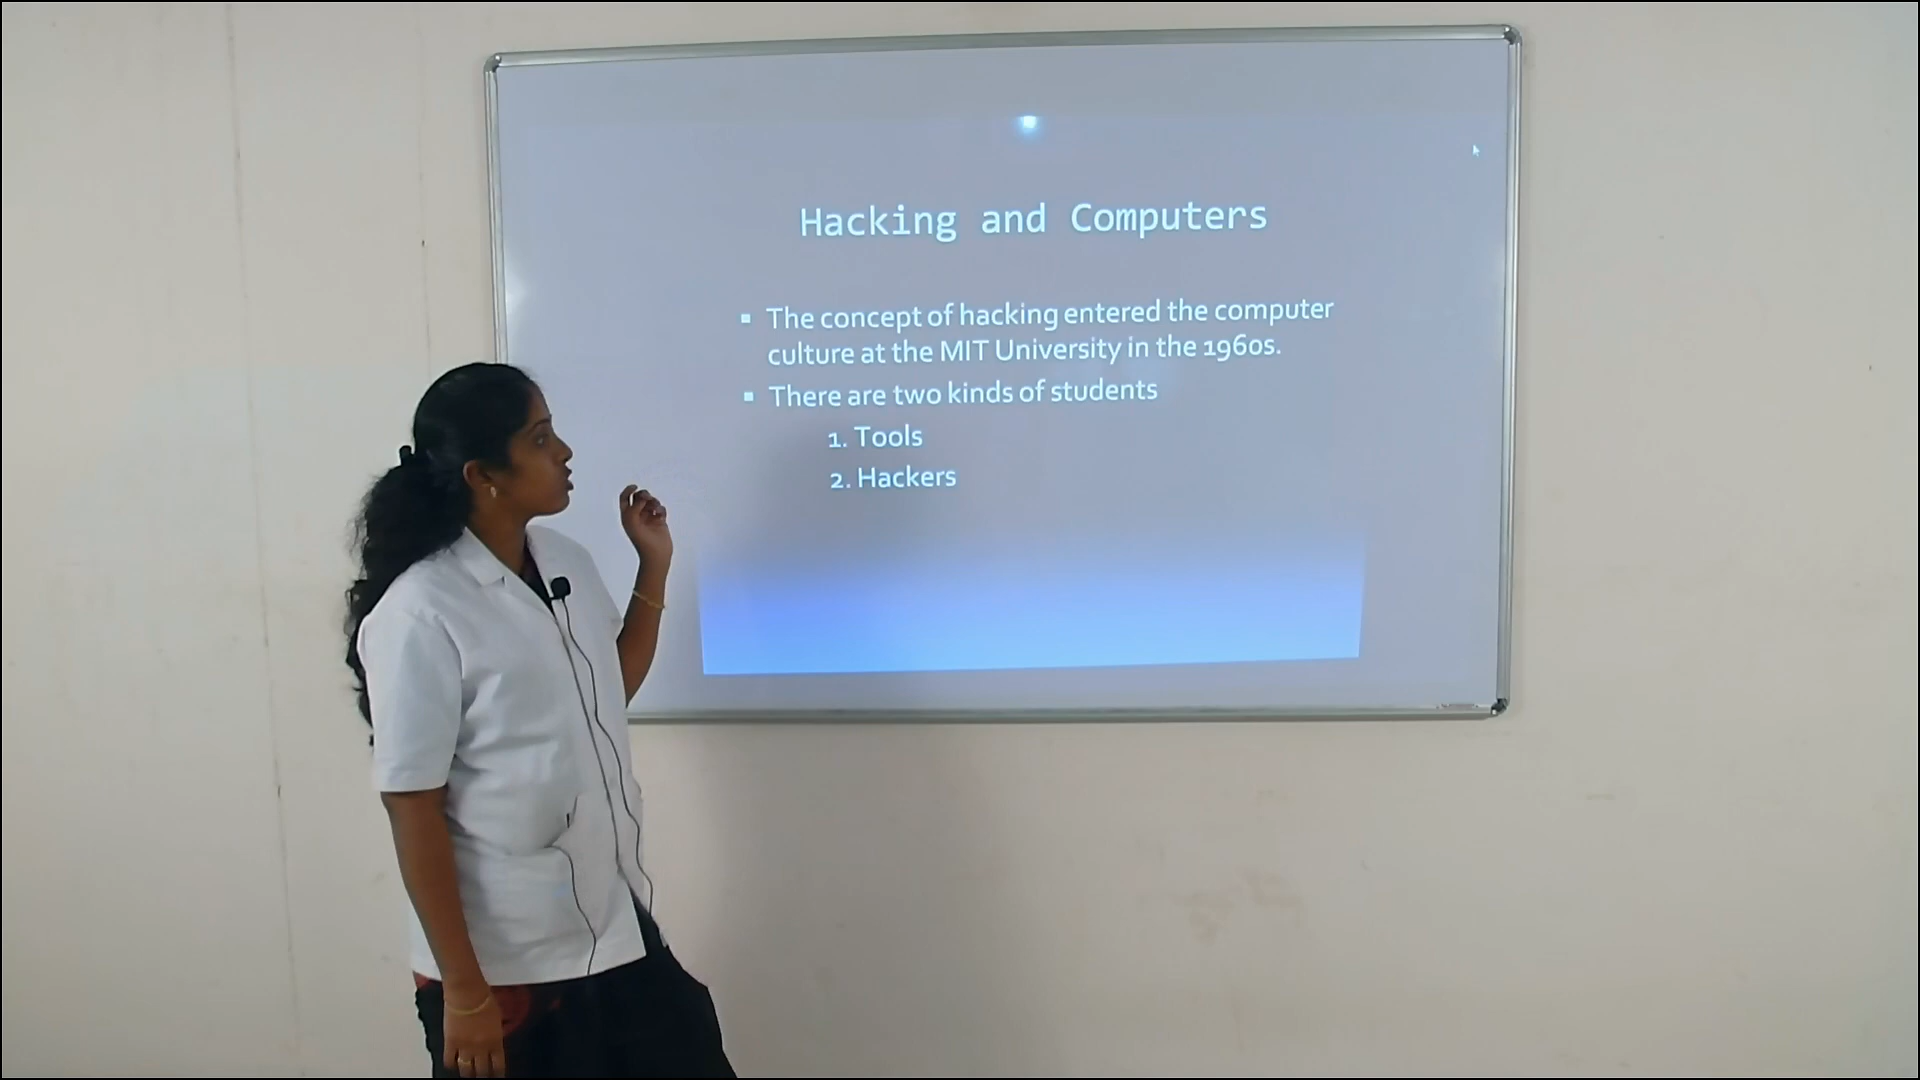 Hacking and Computers
▪ The concept of hacking entered the computer
culture at the MIT University in the 1960s.
▪ There are two kinds of students
1. Tools
2. Hackers